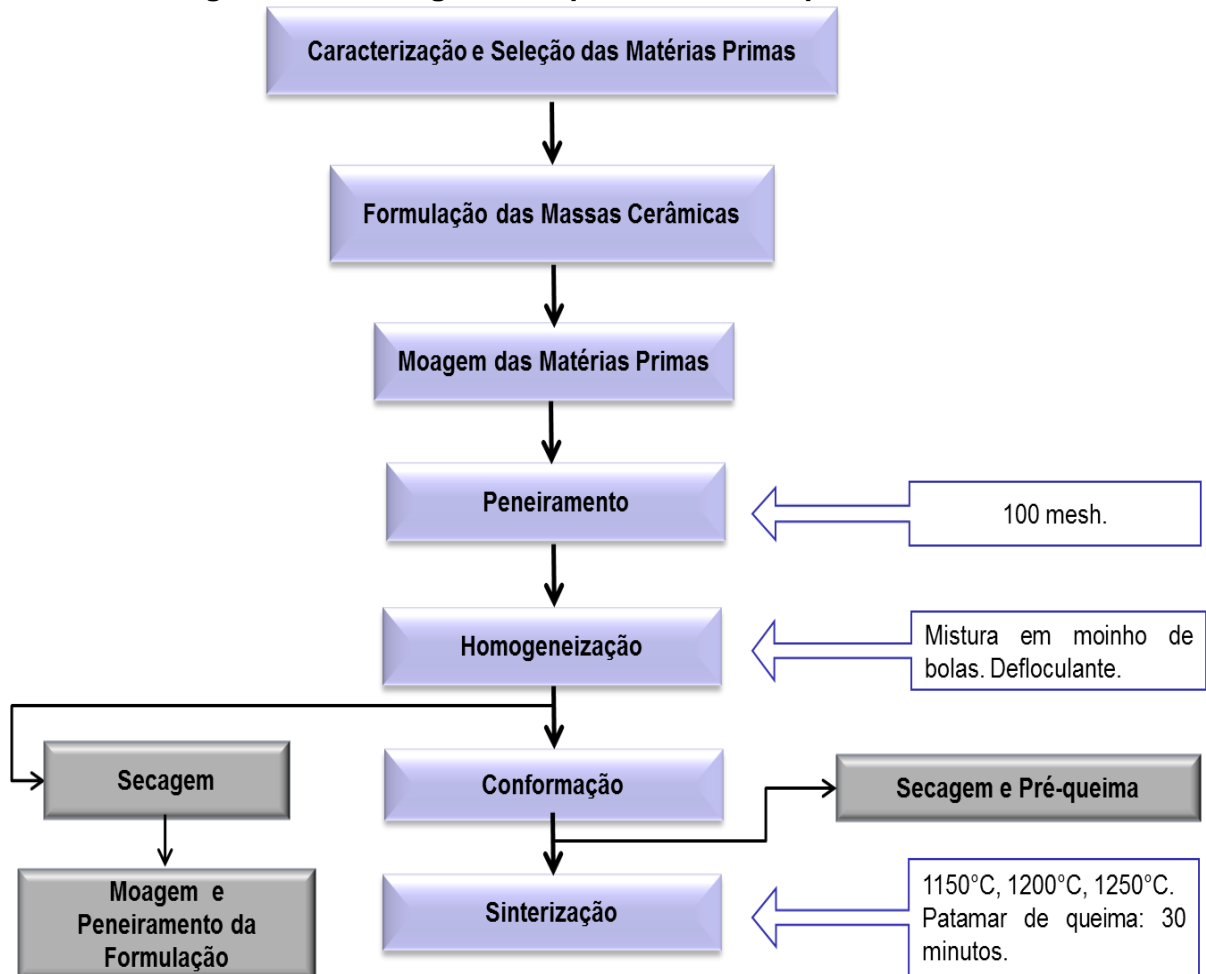 Caracterização e Seleção das Matérias Primas
Formulação das Massas Cerâmicas
Moagem das Matérias Primas
Peneiramento
100 mesh.
Homogeneização
Mistura em moinho de
bolas. Defloculante.
Secagem
Conformação
Secagem e Pré-queima
Moagem e
Peneiramento da
Formulação
Sinterização
1150°C, 1200°C, 1250°C.
Patamar de queima: 30
minutos.